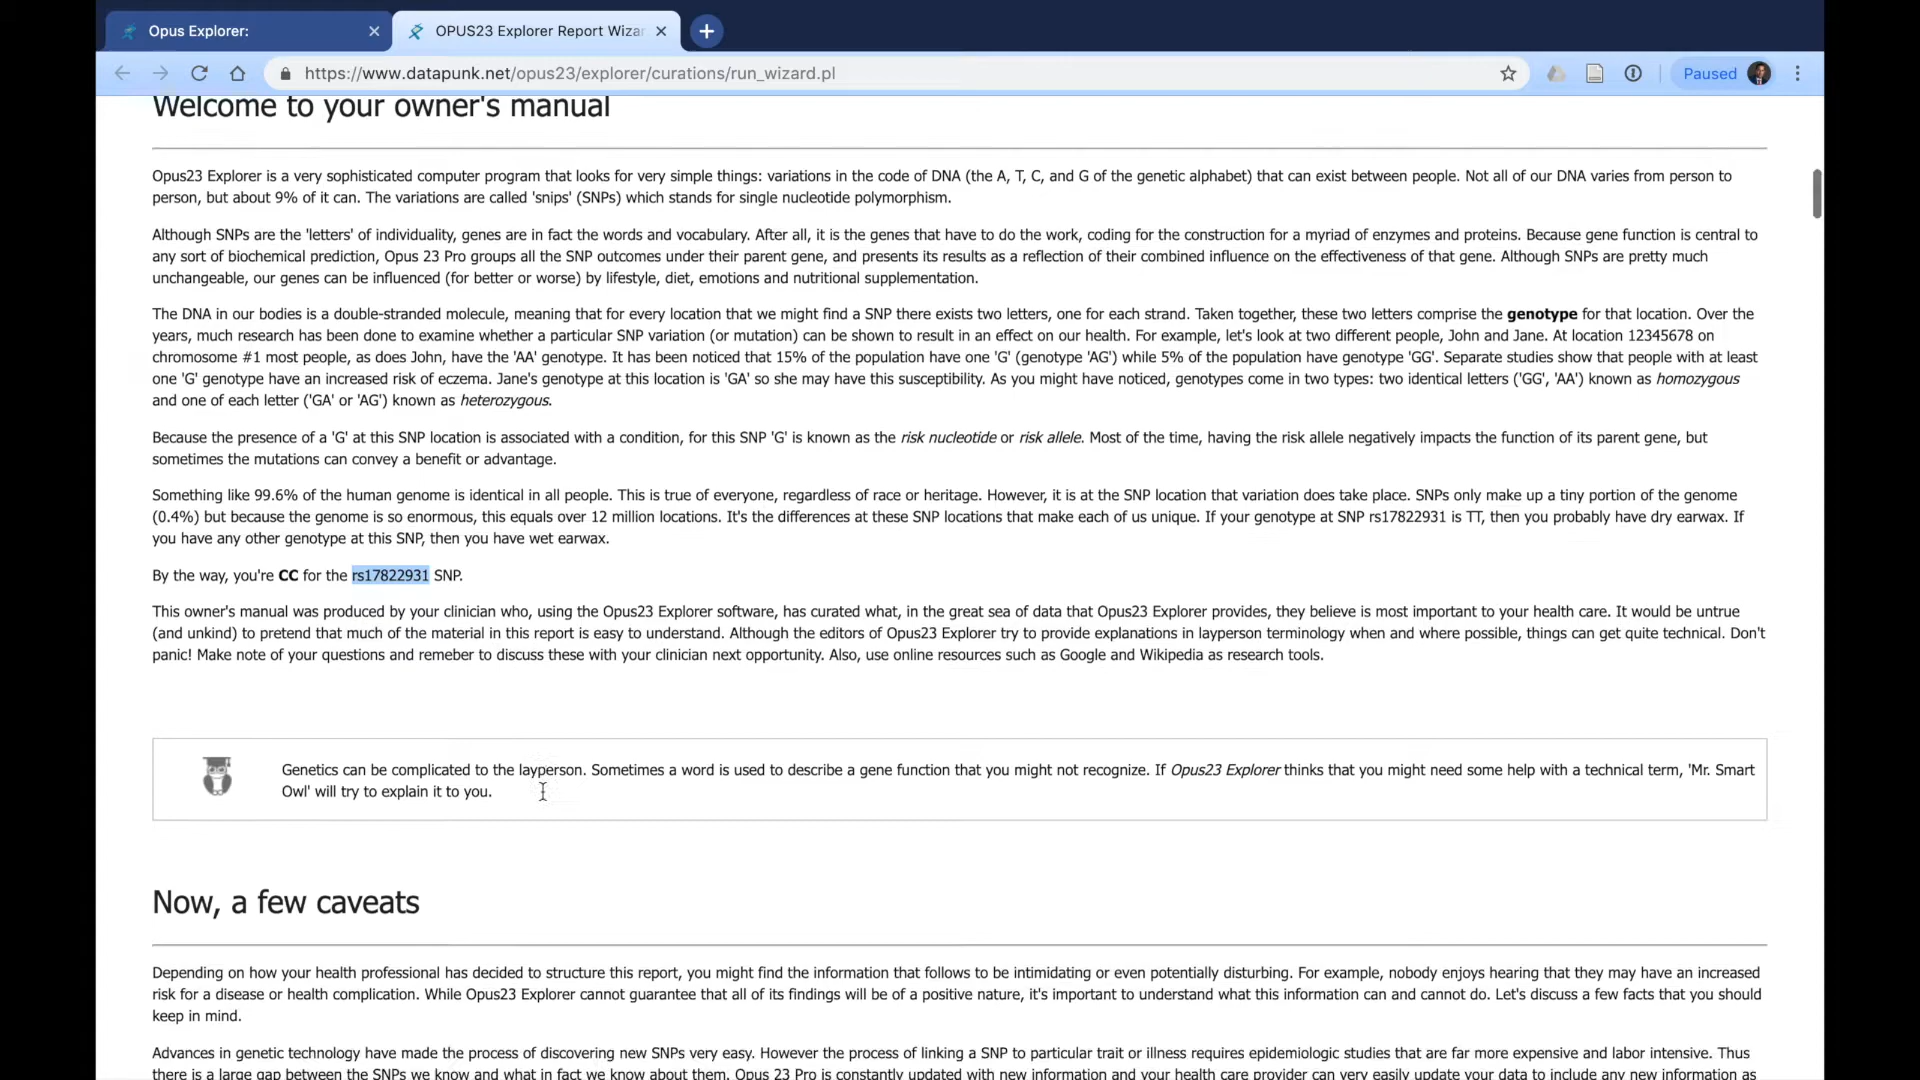 Opus Explorer:
OPUS23 Explorer Report Wiza
https://www.datapunk.net/opus23/explorer/curations/run_wizard.pl
Paused
Welcome to your owner's manual
Opus23 Explorer is a very sophisticated computer program that looks for very simple things: variations in the code of DNA (the A, T, C, and G of the genetic alphabet) that can exist between people. Not all of our DNA varies from person to
person, but about 9% of it can. The variations are called 'snips' (SNPs) which stands for single nucleotide polymorphism.
Although SNPs are the 'letters' of individuality, genes are in fact the words and vocabulary. After all, it is the genes that have to do the work, coding for the construction for a myriad of enzymes and proteins. Because gene function is central to
any sort of biochemical prediction, Opus 23 Pro groups all the SNP outcomes under their parent gene, and presents its results as a reflection of their combined influence on the effectiveness of that gene. Although SNPs are pretty much
unchangeable, our genes can be influenced (for better or worse) by lifestyle, diet, emotions and nutritional supplementation.
The DNA in our bodies is a double-stranded molecule, meaning that for every location that we might find a SNP there exists two letters, one for each strand. Taken together, these two letters comprise the genotype for that location. Over the
years, much research has been done to examine whether a particular SNP variation (or mutation) can be shown to result in an effect on our health. For example, let's look at two different people, John and Jane. At location 12345678 on
chromosome #1 most people, as does John, have the 'AA' genotype. It has been noticed that 15% of the population have one 'G' (genotype 'AG') while 5% of the population have genotype 'GG'. Separate studies show that people with at least
one 'G' genotype have an increased risk of eczema. Jane's genotype at this location is 'GA' so she may have this susceptibility. As you might have noticed, genotypes come in two types: two identical letters ('GG', 'AA') known as homozygous
and one of each letter ('GA' or 'AG') known as heterozygous.
Because the presence of a 'G' at this SNP location is associated with a condition, for this SNP 'G' is known as the risk nucleotide or risk allele. Most of the time, having the risk allele negatively impacts the function of its parent gene, but
sometimes the mutations can convey a benefit or advantage.
Something like 99.6% of the human genome is identical in all people. This is true of everyone, regardless of race or heritage. However, it is at the SNP location that variation does take place. SNPs only make up a tiny portion of the genome
(0.4%) but because the genome is so enormous, this equals over 12 million locations. It's the differences at these SNP locations that make each of us unique. If your genotype at SNP rs17822931 is TT, then you probably have dry earwax. If
you have any other genotype at this SNP, then you have wet earwax.
By the way, you're CC for the rs17822931 SNP.
This owner's manual was produced by your clinician who, using the Opus23 Explorer software, has curated what, in the great sea of data that Opus23 Explorer provides, they believe is most important to your health care. It would be untrue
(and unkind) to pretend that much of the material in this report is easy to understand. Although the editors of Opus23 Explorer try to provide explanations in layperson terminology when and where possible, things can get quite technical. Don't
panic! Make note of your questions and remeber to discuss these with your clinician next opportunity. Also, use online resources such as Google and Wikipedia as research tools.
Genetics can be complicated to the layperson. Sometimes a word is used to describe a gene function that you might not recognize. If Opus23 Explorer thinks that you might need some help with a technical term, 'Mr. Smart
Owl' will try to explain it to you.
Now, a few caveats
Depending on how your health professional has decided to structure this report, you might find the information that follows to be intimidating or even potentially disturbing. For example, nobody enjoys hearing that they may have an increased
risk for a disease or health complication. While Opus23 Explorer cannot guarantee that all of its findings will be of a positive nature, it's important to understand what this information can and cannot do. Let's discuss a few facts that you should
keep in mind.
Advances in genetic technology have made the process of discovering new SNPs very easy. However the process of linking a SNP to particular trait or illness requires epidemiologic studies that are far more expensive and labor intensive. Thus
there is a large gap between the SNPs we know and what in fact we know about them. Opus 23 Pro is constantly updated with new information and your health care provider can very easily update your data to include any new information as